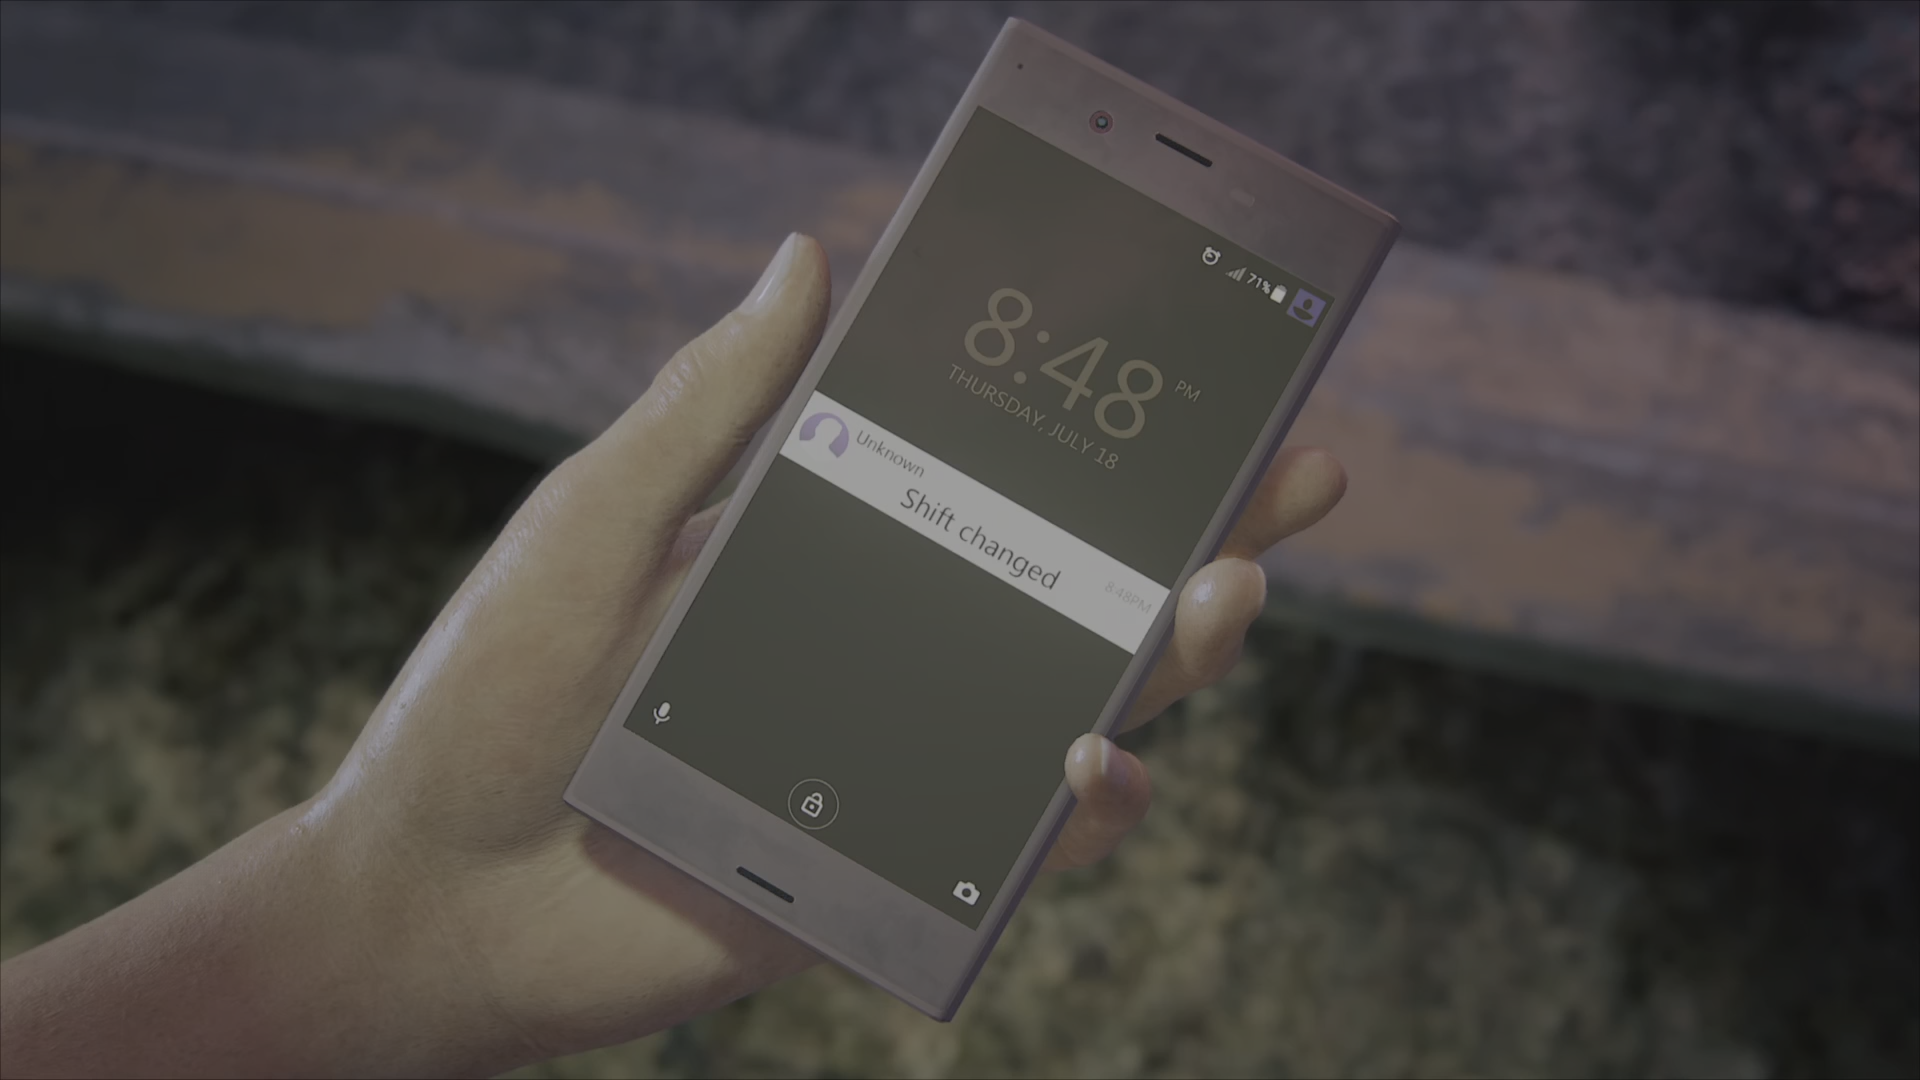 71%
8:48 PM
THURSDAY, JULY 18
Unknown
Shift changed
8:48PM